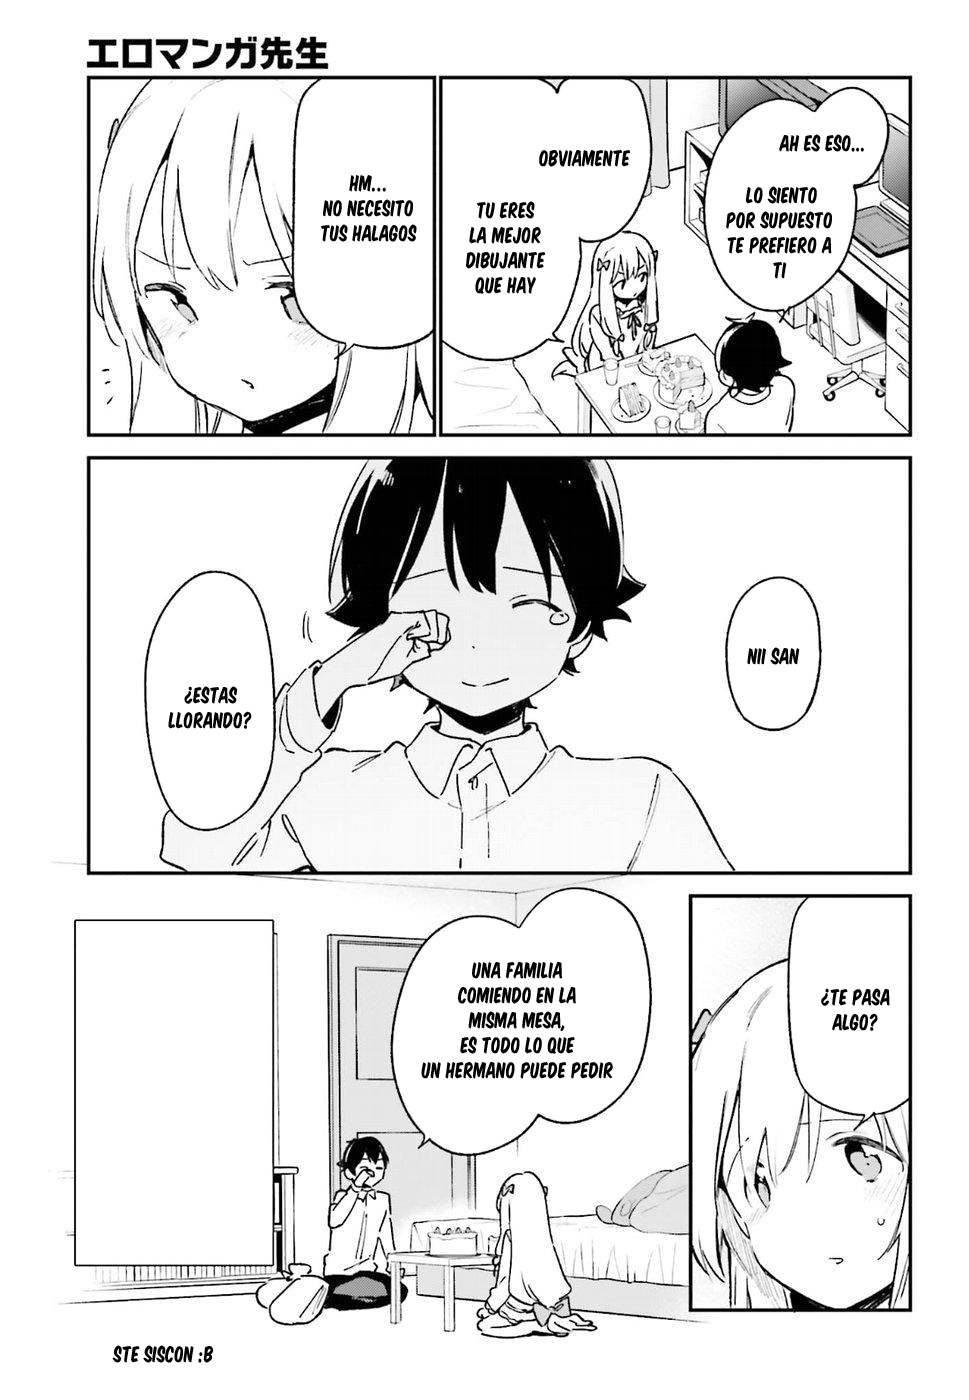 エロマンガ先生
AH ES ESO...
LO SIENTO
POR SUPUESTO
TE PREFIERO A
TI
OBVIAMENTE
TU ERES
LA MEJOR
DIBUJANTE
QUE HAY
HM...
NO NECESITO
TUS HALAGOS
NII SAN
¿ESTAS
LLORANDO?
¿TE PASA
ALGO?
UNA FAMILIA
COMIENDO EN LA
MISMA MESA,
ES TODO LO QUE
UN HERMANO PUEDE PEDIR
STE SISCON :B